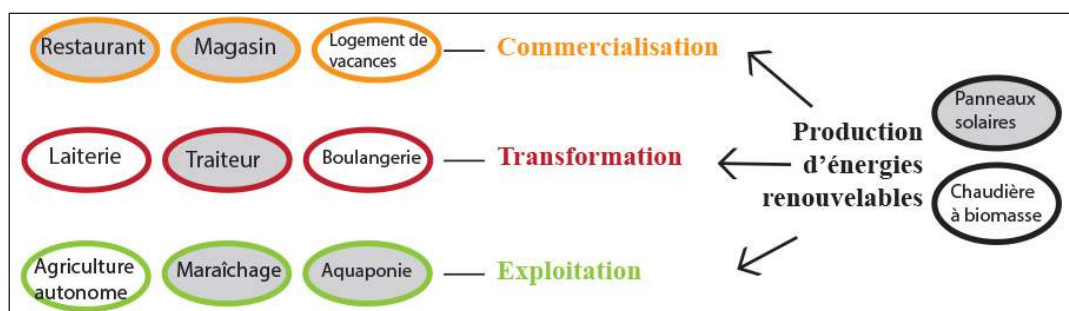 Restaurant
Magasin
Logement de
vacances
Commercialisation
Panneaux
solaires
Production
d'énergies
renouvelables
Laiterie
Traiteur
Boulangerie
Transformation
Chaudière
à biomasse
Agriculture
autonome
Maraîchage
Aquaponie
Exploitation